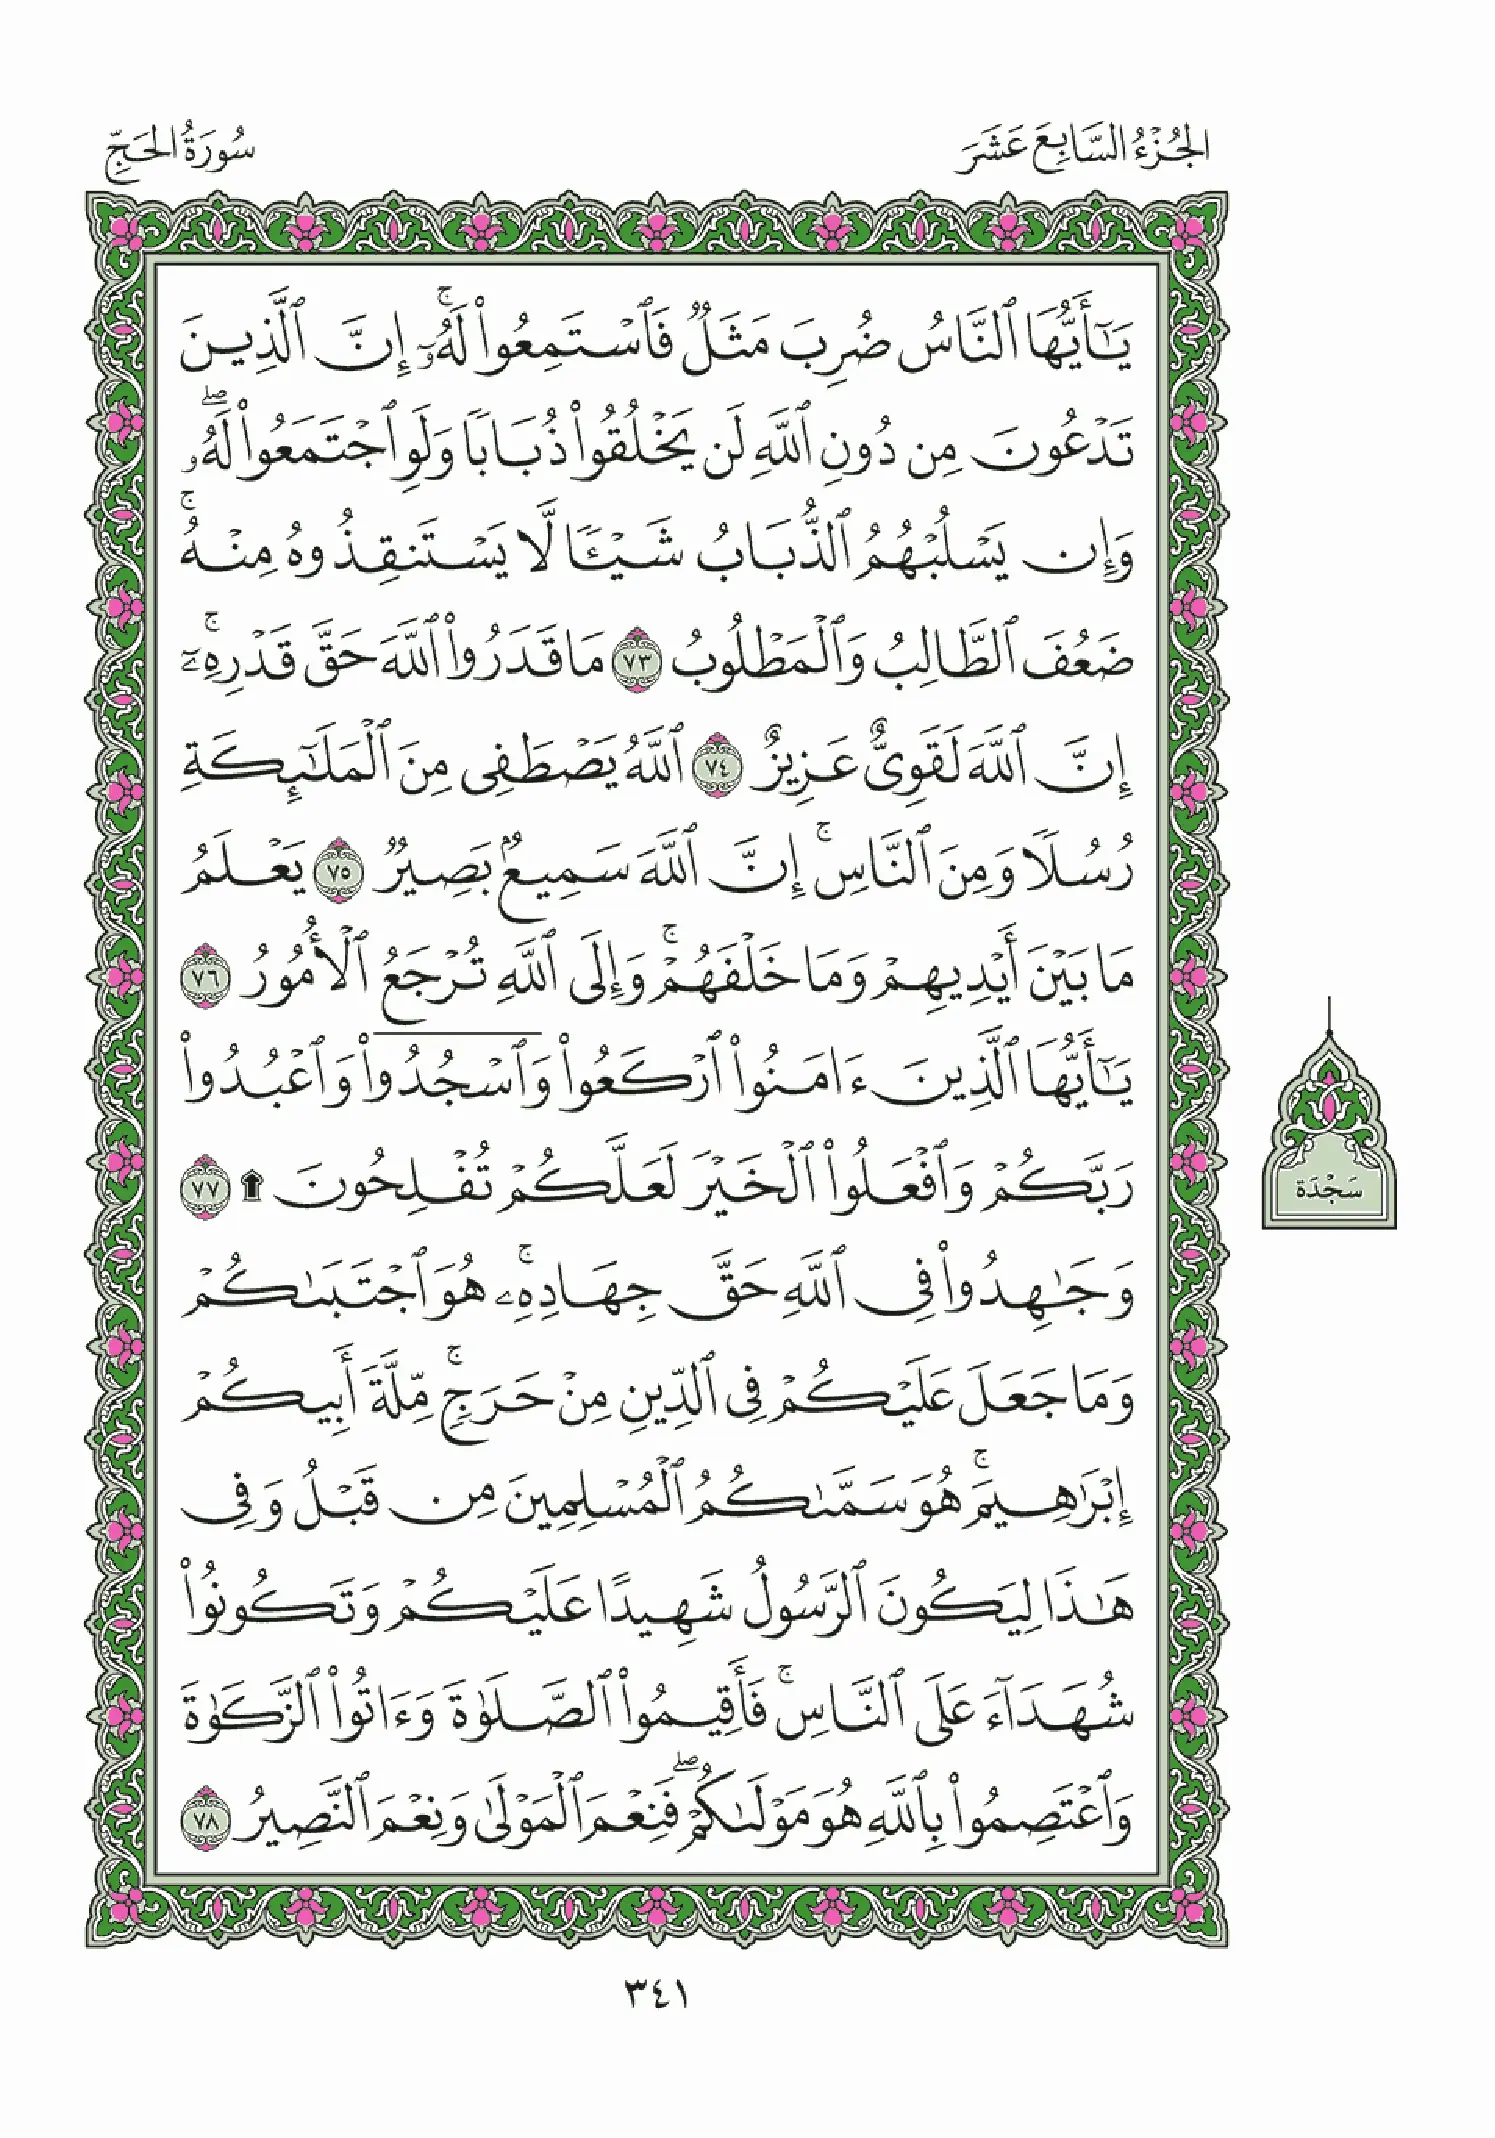 الجُزْءُ السَّابِعَ عَشَرَ
سُورَةُ الحَجِّ
يَـٰٓأَيُّهَا ٱلنَّاسُ ضُرِبَ مَثَلٌ فَٱسْتَمِعُوا۟ لَهُۥٓ ۚ إِنَّ ٱلَّذِينَ
تَدْعُونَ مِن دُونِ ٱللَّهِ لَن يَخْلُقُوا۟ ذُبَابًا وَلَوِ ٱجْتَمَعُوا۟ لَهُۥ ۖ
وَإِن يَسْلُبْهُمُ ٱلذُّبَابُ شَيْـًٔا لَّا يَسْتَنقِذُوهُ مِنْهُ ۚ
ضَعُفَ ٱلطَّالِبُ وَٱلْمَطْلُوبُ ٧٣ مَا قَدَرُوا۟ ٱللَّهَ حَقَّ قَدْرِهِۦٓ ۚ
إِنَّ ٱللَّهَ لَقَوِىٌّ عَزِيزٌ ٧٤ ٱللَّهُ يَصْطَفِى مِنَ ٱلْمَلَـٰٓئِكَةِ
رُسُلًا وَمِنَ ٱلنَّاسِ ۚ إِنَّ ٱللَّهَ سَمِيعٌۢ بَصِيرٌ ٧٥ يَعْلَمُ
مَا بَيْنَ أَيْدِيهِمْ وَمَا خَلْفَهُمْ ۚ وَإِلَى ٱللَّهِ تُرْجَعُ ٱلْأُمُورُ ٧٦
يَـٰٓأَيُّهَا ٱلَّذِينَ ءَامَنُوا۟ ٱرْكَعُوا۟ وَٱسْجُدُوا۟ وَٱعْبُدُوا۟
رَبَّكُمْ وَٱفْعَلُوا۟ ٱلْخَيْرَ لَعَلَّكُمْ تُفْلِحُونَ ۩ ٧٧
سَجْدَة
وَجَـٰهِدُوا۟ فِى ٱللَّهِ حَقَّ جِهَادِهِۦ ۚ هُوَ ٱجْتَبَىٰكُمْ
وَمَا جَعَلَ عَلَيْكُمْ فِى ٱلدِّينِ مِنْ حَرَجٍ ۚ مِّلَّةَ أَبِيكُمْ
إِبْرَٰهِيمَ ۚ هُوَ سَمَّىٰكُمُ ٱلْمُسْلِمِينَ مِن قَبْلُ وَفِى
هَـٰذَا لِيَكُونَ ٱلرَّسُولُ شَهِيدًا عَلَيْكُمْ وَتَكُونُوا۟
شُهَدَآءَ عَلَى ٱلنَّاسِ ۚ فَأَقِيمُوا۟ ٱلصَّلَوٰةَ وَءَاتُوا۟ ٱلزَّكَوٰةَ
وَٱعْتَصِمُوا۟ بِٱللَّهِ هُوَ مَوْلَىٰكُمْ ۖ فَنِعْمَ ٱلْمَوْلَىٰ وَنِعْمَ ٱلنَّصِيرُ ٧٨
٣٤١